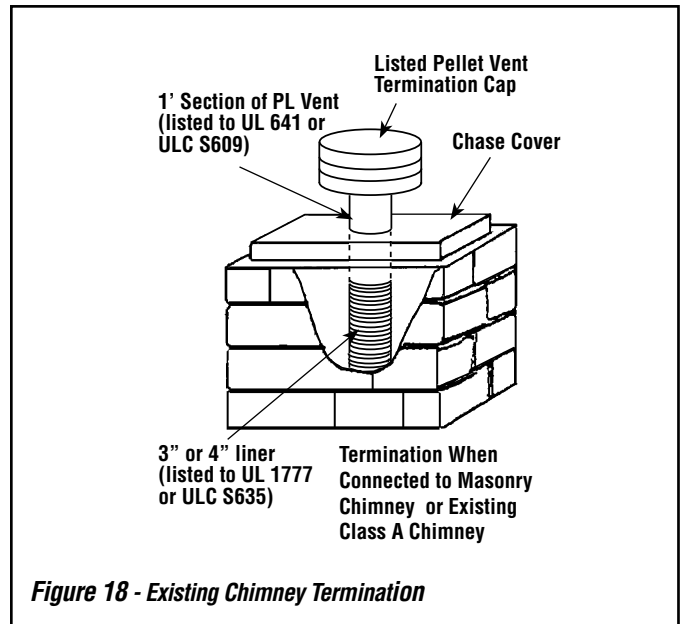 Listed Pellet Vent
Termination Cap
1’ Section of PL Vent
(listed to UL 641 or
ULC S609)
Chase Cover
3” or 4” liner
(listed to UL 1777
or ULC S635)
Termination When
Connected to Masonry
Chimney or Existing
Class A Chimney
Figure 18 - Existing Chimney Termination